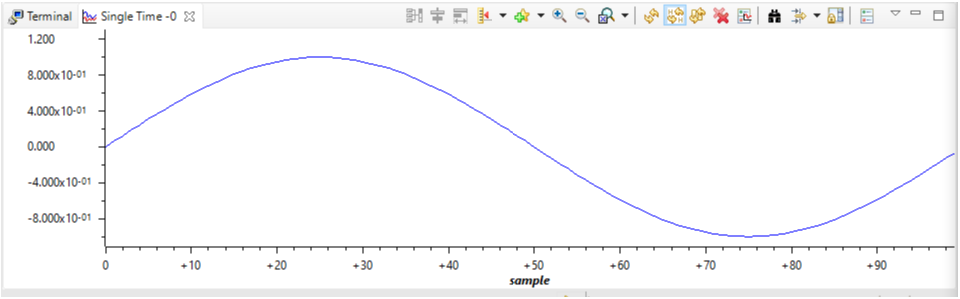 Terminal Single Time -0
1.200
8.000x10-01
4.000x10-01
0.000
-4.000x10-01
-8.000x10-01
0 +10 +20 +30 +40 +50 +60 +70 +80 +90
sample